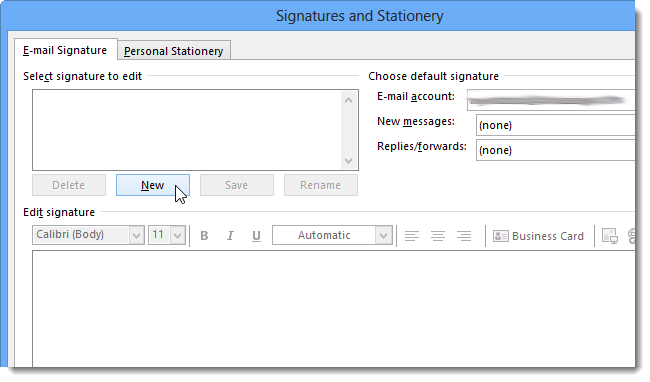 Signatures and Stationery
E-mail Signature Personal Stationery
Select signature to edit
Choose default signature
E-mail account:
New messages: (none)
Replies/forwards: (none)
Delete New Save Rename
Edit signature
Calibri (Body) 11 B I U Automatic Business Card